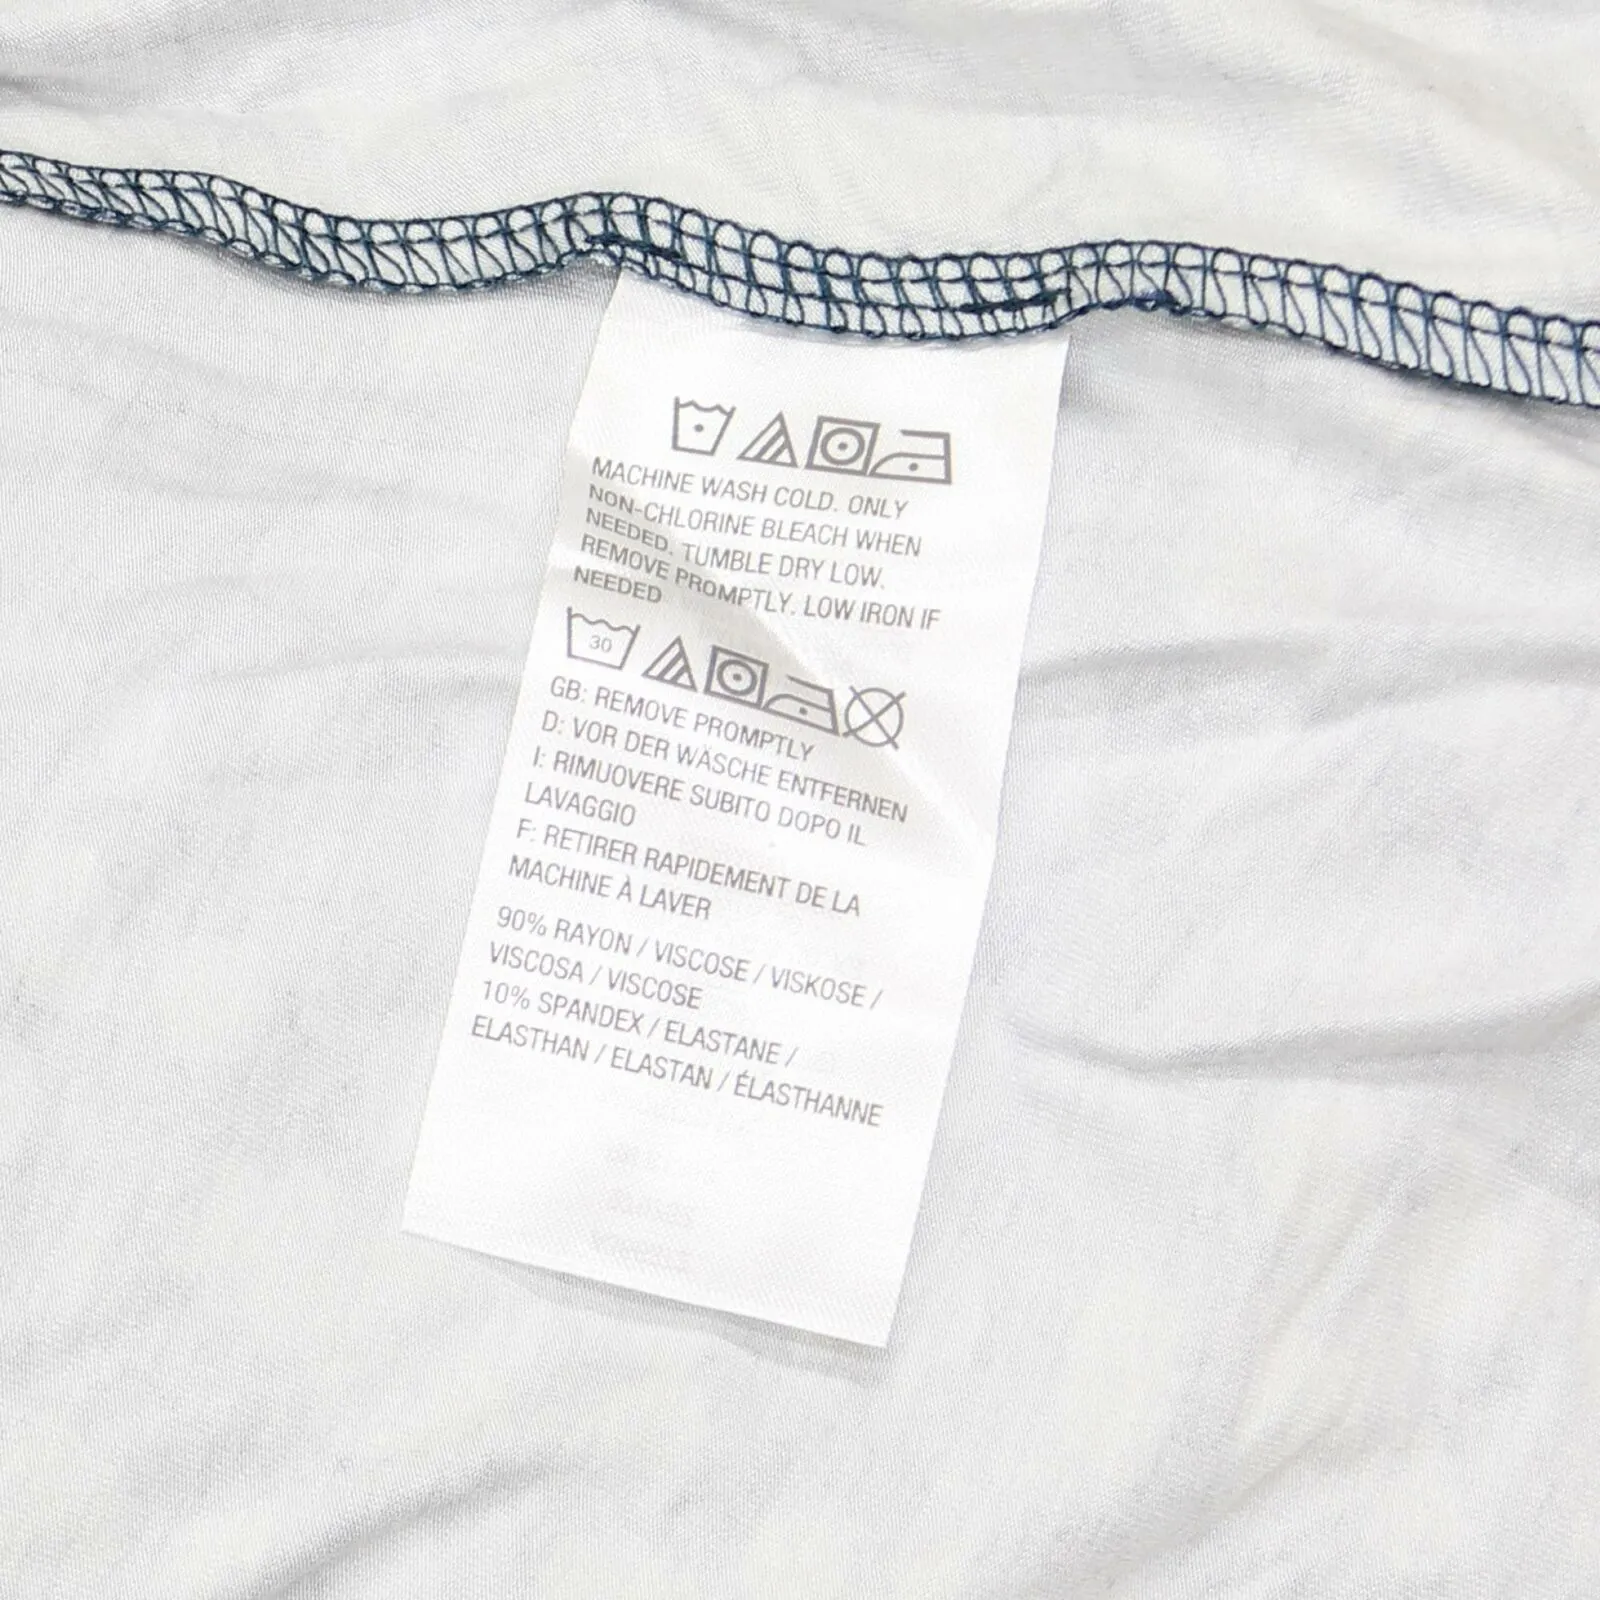 MACHINE WASH COLD. ONLY
NON-CHLORINE BLEACH WHEN
NEEDED. TUMBLE DRY LOW.
REMOVE PROMPTLY. LOW IRON IF
NEEDED
30
GB: REMOVE PROMPTLY
D: VOR DER WÄSCHE ENTFERNEN
I: RIMUOVERE SUBITO DOPO IL
LAVAGGIO
F: RETIRER RAPIDEMENT DE LA
MACHINE À LAVER
90% RAYON / VISCOSE / VISKOSE /
VISCOSA / VISCOSE
10% SPANDEX / ELASTANE /
ELASTHAN / ELASTAN / ÉLASTHANNE